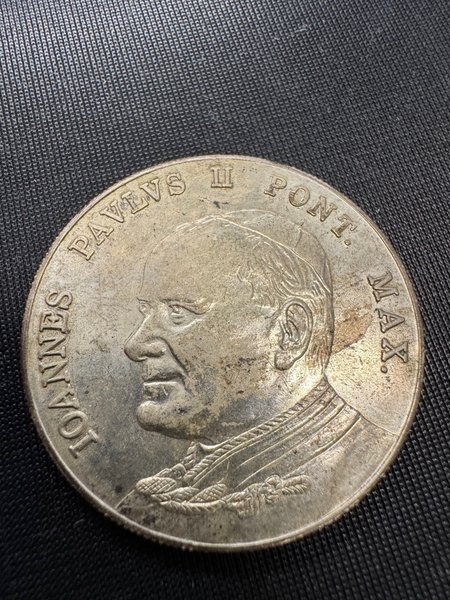 IOANNES PAVLVS II PONT. MAX.